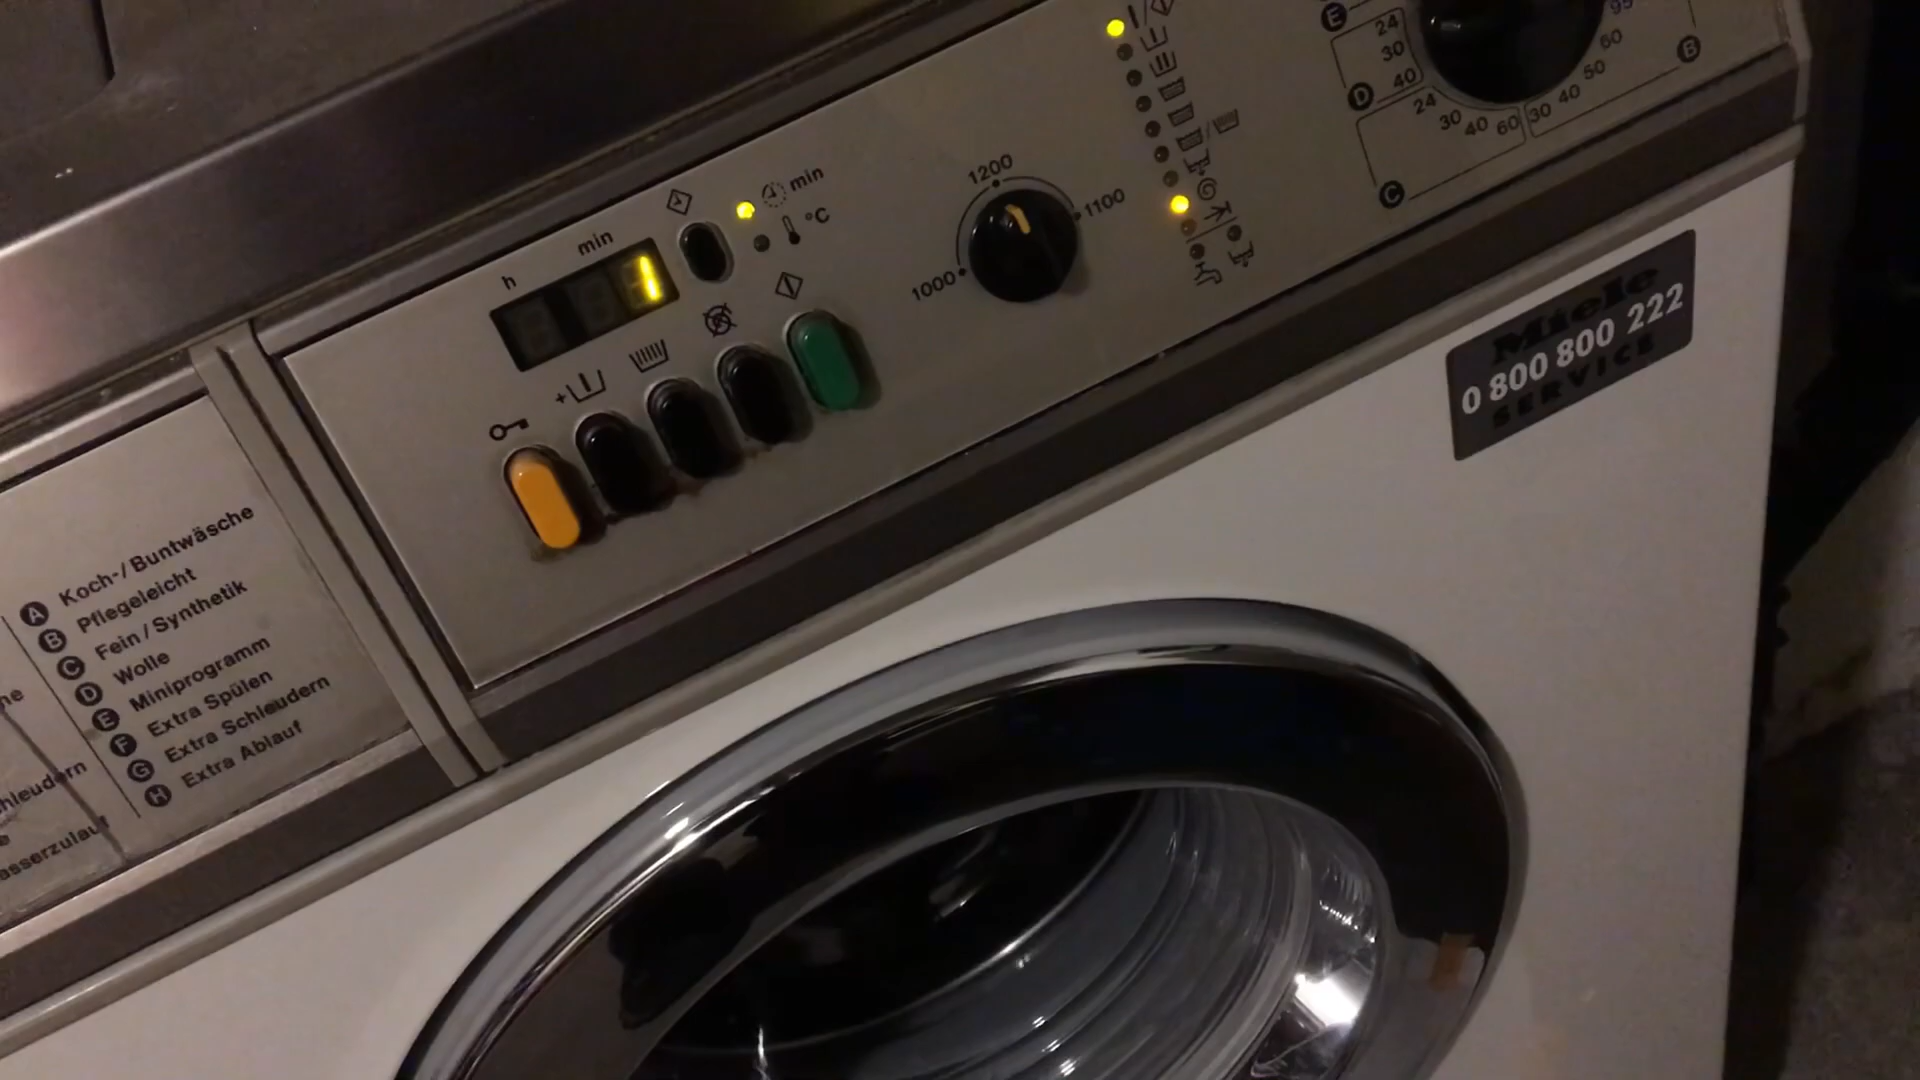 E
24
30
40
D
24
30
40
60
30
40
50
60
95
B
C
min
°C
h
min
1
1200
1100
1000
Miele
0 800 800 222
SERVICE
A Koch-/Buntwäsche
B Pflegeleicht
C Fein/Synthetik
D Wolle
E Miniprogramm
F Extra Spülen
G Extra Schleudern
H Extra Ablauf